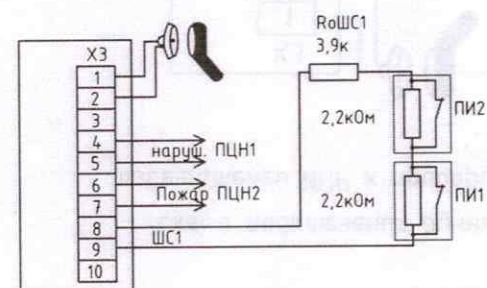 RoШС1
3,9к
Х3
1
2
3
4
5
6
7
8
9
10
наруш. ПЦН1
Пожар ПЦН2
ШС1
2,2кОм
ПИ2
2,2кОм
ПИ1